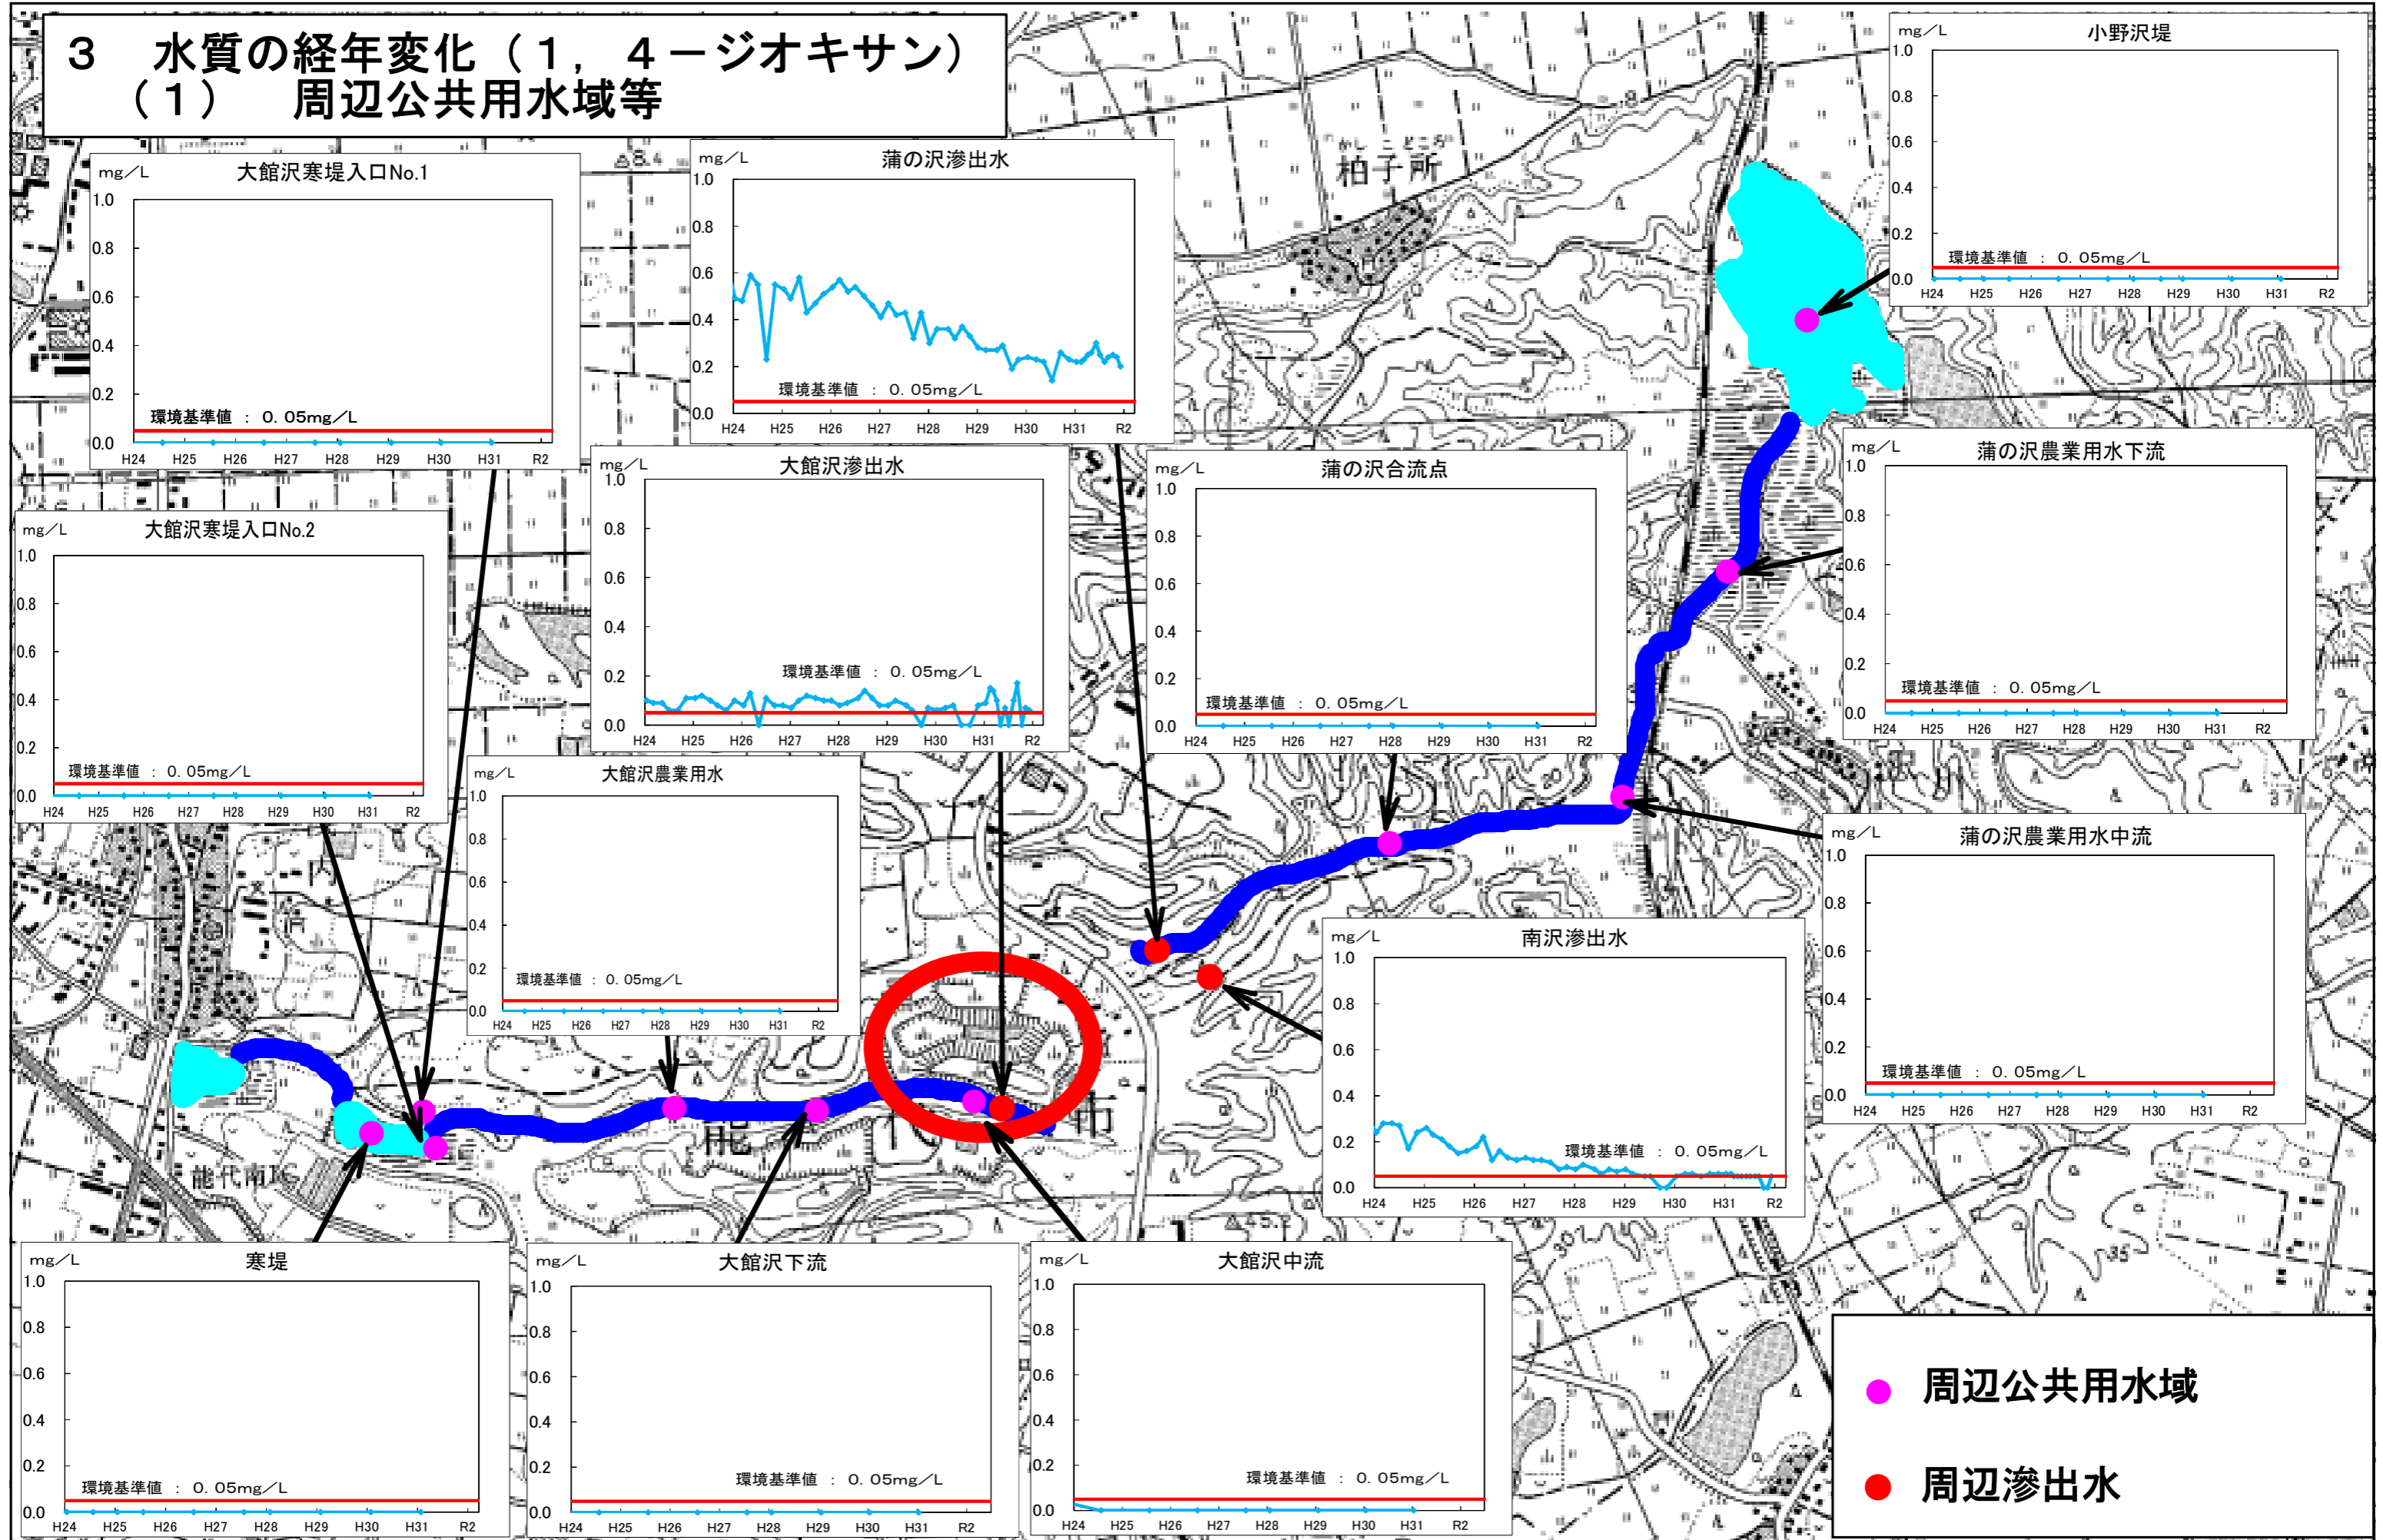 3　水質の経年変化（１，４－ジオキサン）
（１）　周辺公共用水域等
mg/L
小野沢堤
1.0
0.8
0.6
0.4
0.2
0.0
環境基準値 ： 0.05mg/L
H24 H25 H26 H27 H28 H29 H30 H31 R2
mg/L
大館沢寒堤入口No.1
1.0
0.8
0.6
0.4
0.2
0.0
環境基準値 ： 0.05mg/L
H24 H25 H26 H27 H28 H29 H30 H31 R2
mg/L
蒲の沢滲出水
1.0
0.8
0.6
0.4
0.2
0.0
環境基準値 ： 0.05mg/L
H24 H25 H26 H27 H28 H29 H30 H31 R2
かしこどころ
柏子所
8.4
mg/L
大館沢寒堤入口No.2
1.0
0.8
0.6
0.4
0.2
0.0
環境基準値 ： 0.05mg/L
H24 H25 H26 H27 H28 H29 H30 H31 R2
mg/L
大館沢滲出水
1.0
0.8
0.6
0.4
0.2
0.0
環境基準値 ： 0.05mg/L
H24 H25 H26 H27 H28 H29 H30 H31 R2
mg/L
蒲の沢合流点
1.0
0.8
0.6
0.4
0.2
0.0
環境基準値 ： 0.05mg/L
H24 H25 H26 H27 H28 H29 H30 H31 R2
mg/L
蒲の沢農業用水下流
1.0
0.8
0.6
0.4
0.2
0.0
環境基準値 ： 0.05mg/L
H24 H25 H26 H27 H28 H29 H30 H31 R2
mg/L
大館沢農業用水
1.0
0.8
0.6
0.4
0.2
0.0
環境基準値 ： 0.05mg/L
H24 H25 H26 H27 H28 H29 H30 H31 R2
mg/L
蒲の沢農業用水中流
1.0
0.8
0.6
0.4
0.2
0.0
環境基準値 ： 0.05mg/L
H24 H25 H26 H27 H28 H29 H30 H31 R2
mg/L
南沢滲出水
1.0
0.8
0.6
0.4
0.2
0.0
環境基準値 ： 0.05mg/L
H24 H25 H26 H27 H28 H29 H30 H31 R2
能代市
能代南IC
45.2
30
35
mg/L
寒堤
1.0
0.8
0.6
0.4
0.2
0.0
環境基準値 ： 0.05mg/L
H24 H25 H26 H27 H28 H29 H30 H31 R2
mg/L
大館沢下流
1.0
0.8
0.6
0.4
0.2
0.0
環境基準値 ： 0.05mg/L
H24 H25 H26 H27 H28 H29 H30 H31 R2
mg/L
大館沢中流
1.0
0.8
0.6
0.4
0.2
0.0
環境基準値 ： 0.05mg/L
H24 H25 H26 H27 H28 H29 H30 H31 R2
周辺公共用水域
周辺滲出水